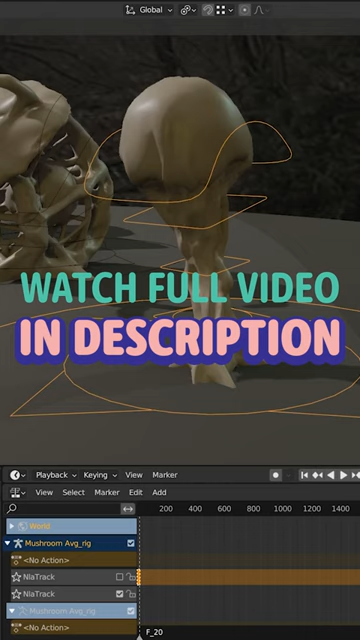 Global
WATCH FULL VIDEO
IN DESCRIPTION
Playback Keying View Marker
View Select Marker Edit Add
200 400 600 800 1000 1200 1400
World
Mushroom Avg_rig
<No Action>
NlaTrack
NlaTrack
Mushroom Avg_rig
<No Action>
F_20